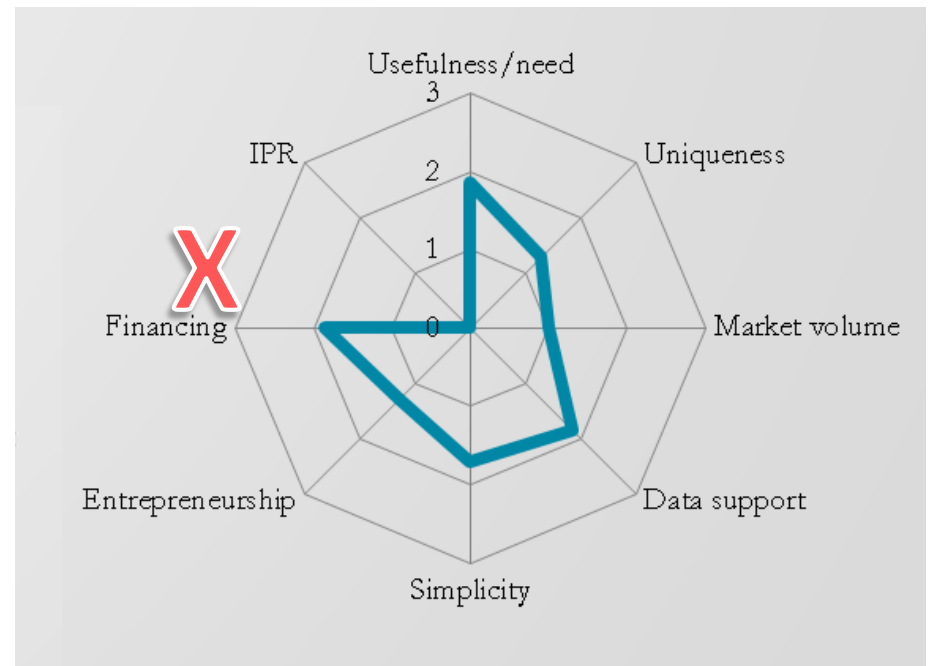 Usefulness/need
3
IPR
Uniqueness
2
X
1
Financing
0
Market volume
Entrepreneurship
Data support
Simplicity